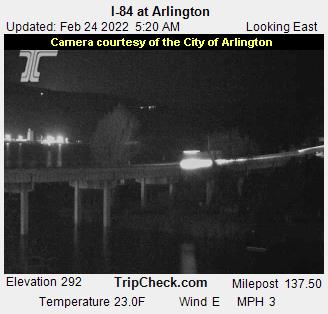 I-84 at Arlington
Updated: Feb 24 2022 5:20 AM Looking East
Camera courtesy of the City of Arlington
Elevation 292 TripCheck.com Milepost 137.50
Temperature 23.0F Wind E MPH 3